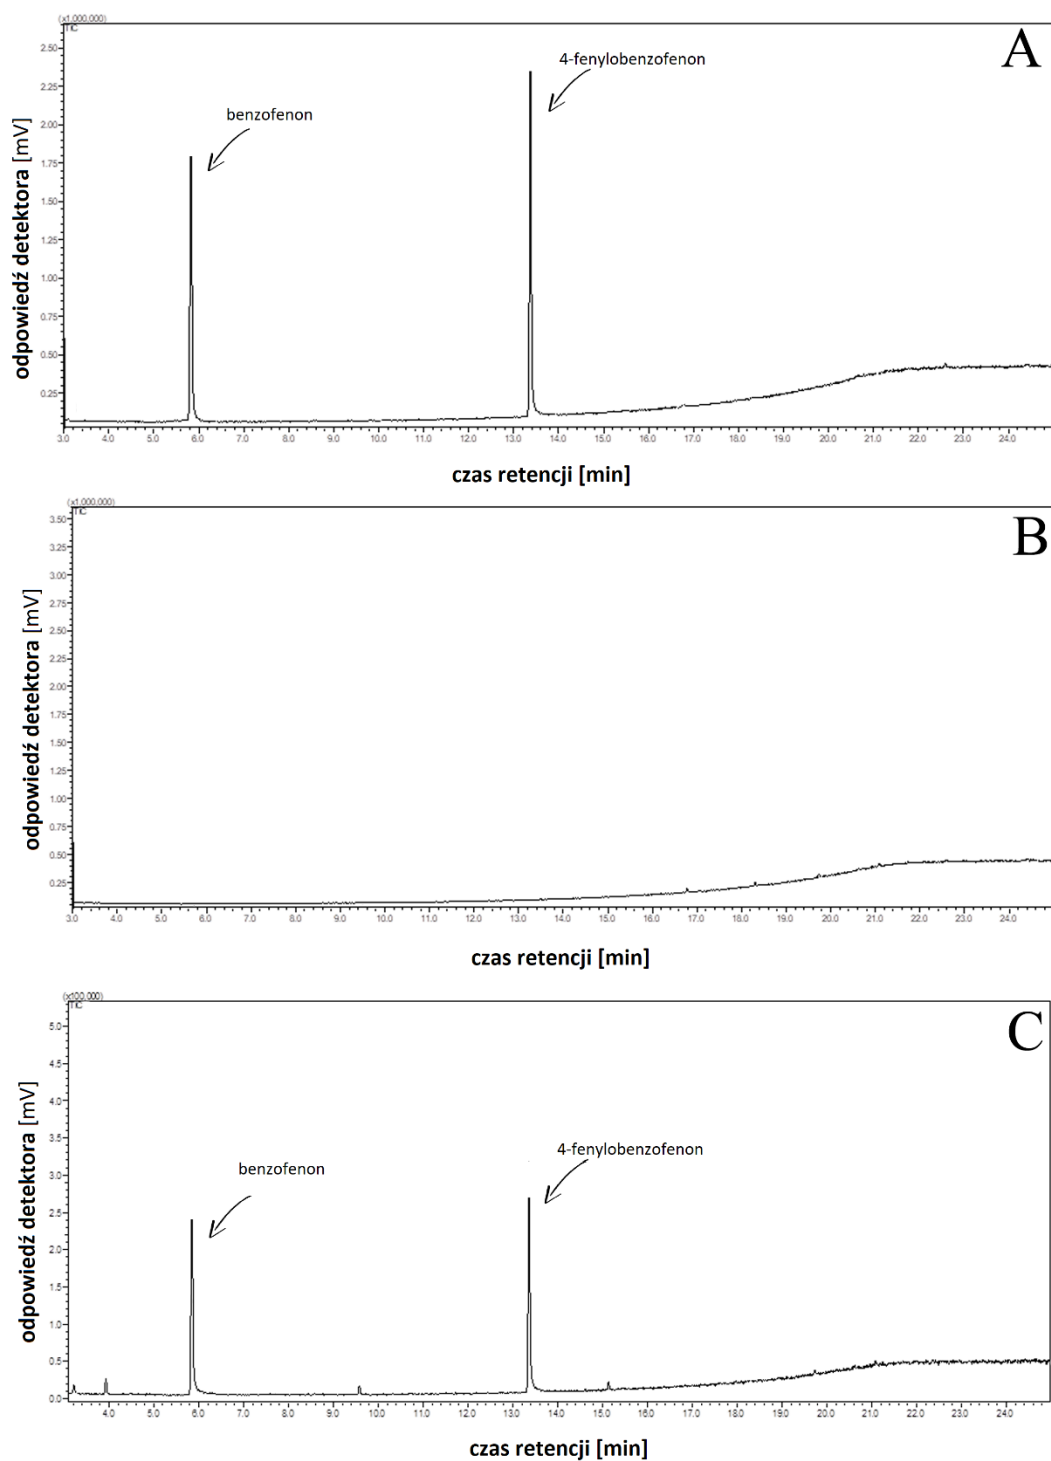 (x1,000,000)
TIC
A
4-fenylobenzofenon
benzofenon
odpowiedź detektora [mV]
2.50
2.25
2.00
1.75
1.50
1.25
1.00
0.75
0.50
0.25
3.0 4.0 5.0 6.0 7.0 8.0 9.0 10.0 11.0 12.0 13.0 14.0 15.0 16.0 17.0 18.0 19.0 20.0 21.0 22.0 23.0 24.0
czas retencji [min]
(x1,000,000)
TIC
B
odpowiedź detektora [mV]
3.50
3.25
3.00
2.75
2.50
2.25
2.00
1.75
1.50
1.25
1.00
0.75
0.50
0.25
3.0 4.0 5.0 6.0 7.0 8.0 9.0 10.0 11.0 12.0 13.0 14.0 15.0 16.0 17.0 18.0 19.0 20.0 21.0 22.0 23.0 24.0
czas retencji [min]
(x100,000)
TIC
C
4-fenylobenzofenon
benzofenon
odpowiedź detektora [mV]
5.0
4.5
4.0
3.5
3.0
2.5
2.0
1.5
1.0
0.5
0.0
4.0 5.0 6.0 7.0 8.0 9.0 10.0 11.0 12.0 13.0 14.0 15.0 16.0 17.0 18.0 19.0 20.0 21.0 22.0 23.0 24.0
czas retencji [min]